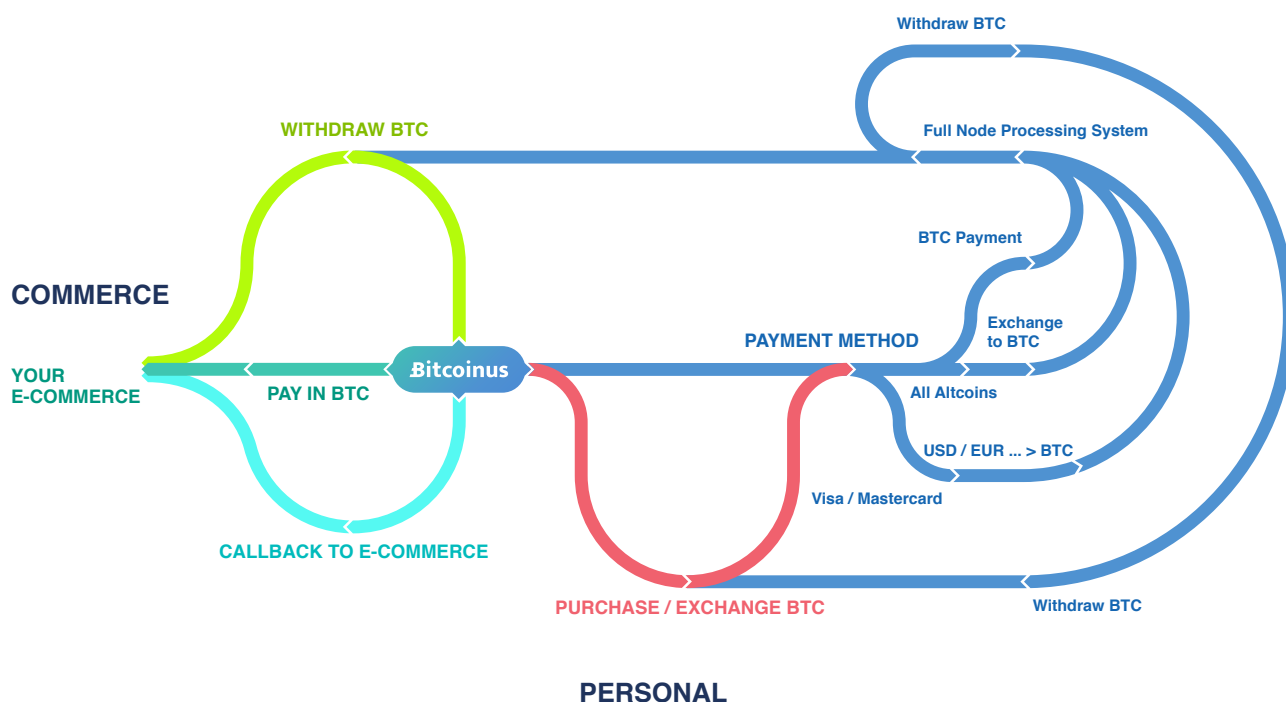 Withdraw BTC
WITHDRAW BTC
Full Node Processing System
BTC Payment
COMMERCE
Exchange
to BTC
PAYMENT METHOD
Bitcoinus
YOUR
E-COMMERCE
PAY IN BTC
All Altcoins
USD / EUR ... > BTC
Visa / Mastercard
CALLBACK TO E-COMMERCE
PURCHASE / EXCHANGE BTC
Withdraw BTC
PERSONAL